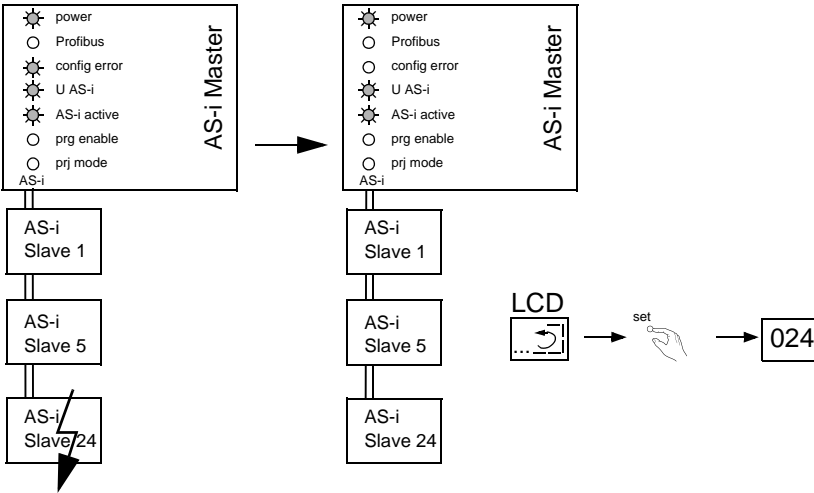 power
Profibus
config error
U AS-i
AS-i active
prg enable
prj mode
AS-i
AS-i Master
AS-i
Slave 1
AS-i
Slave 5
AS-i
Slave 24
power
Profibus
config error
U AS-i
AS-i active
prg enable
prj mode
AS-i
AS-i Master
AS-i
Slave 1
AS-i
Slave 5
AS-i
Slave 24
LCD
...
set
024